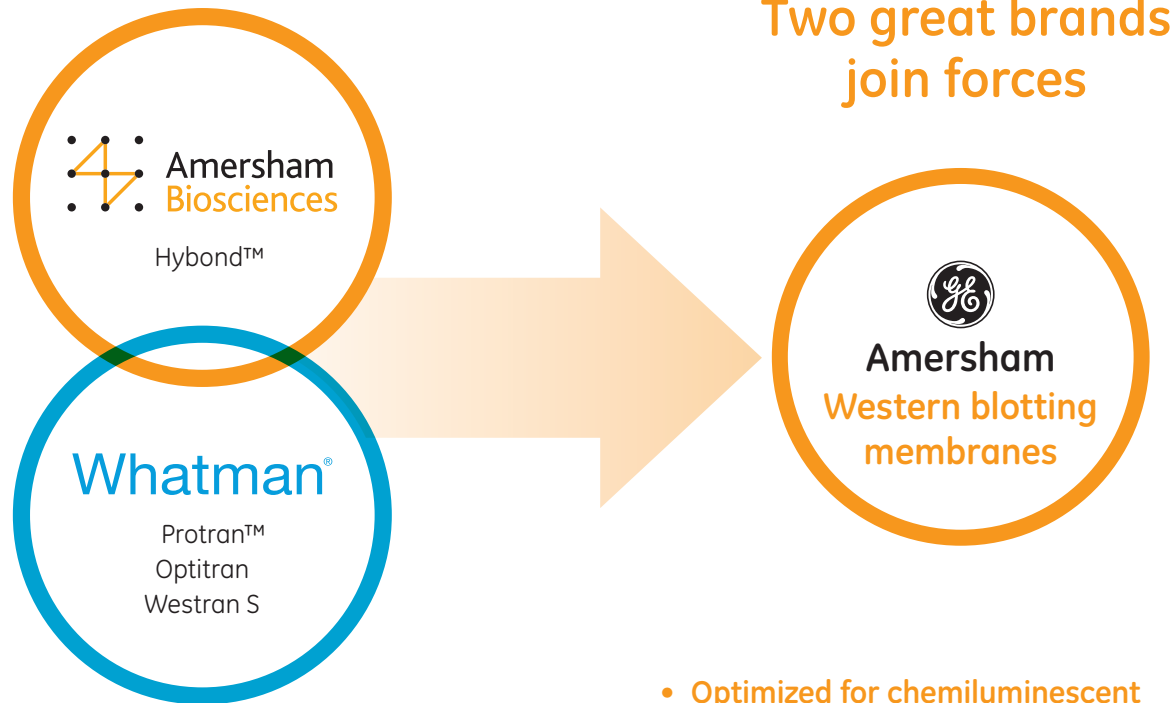 Two great brands
join forces
Amersham
Biosciences
Hybond™
Whatman®
Protran™
Optitran
Westran S
GE
Amersham
Western blotting
membranes
• Optimized for chemiluminescent